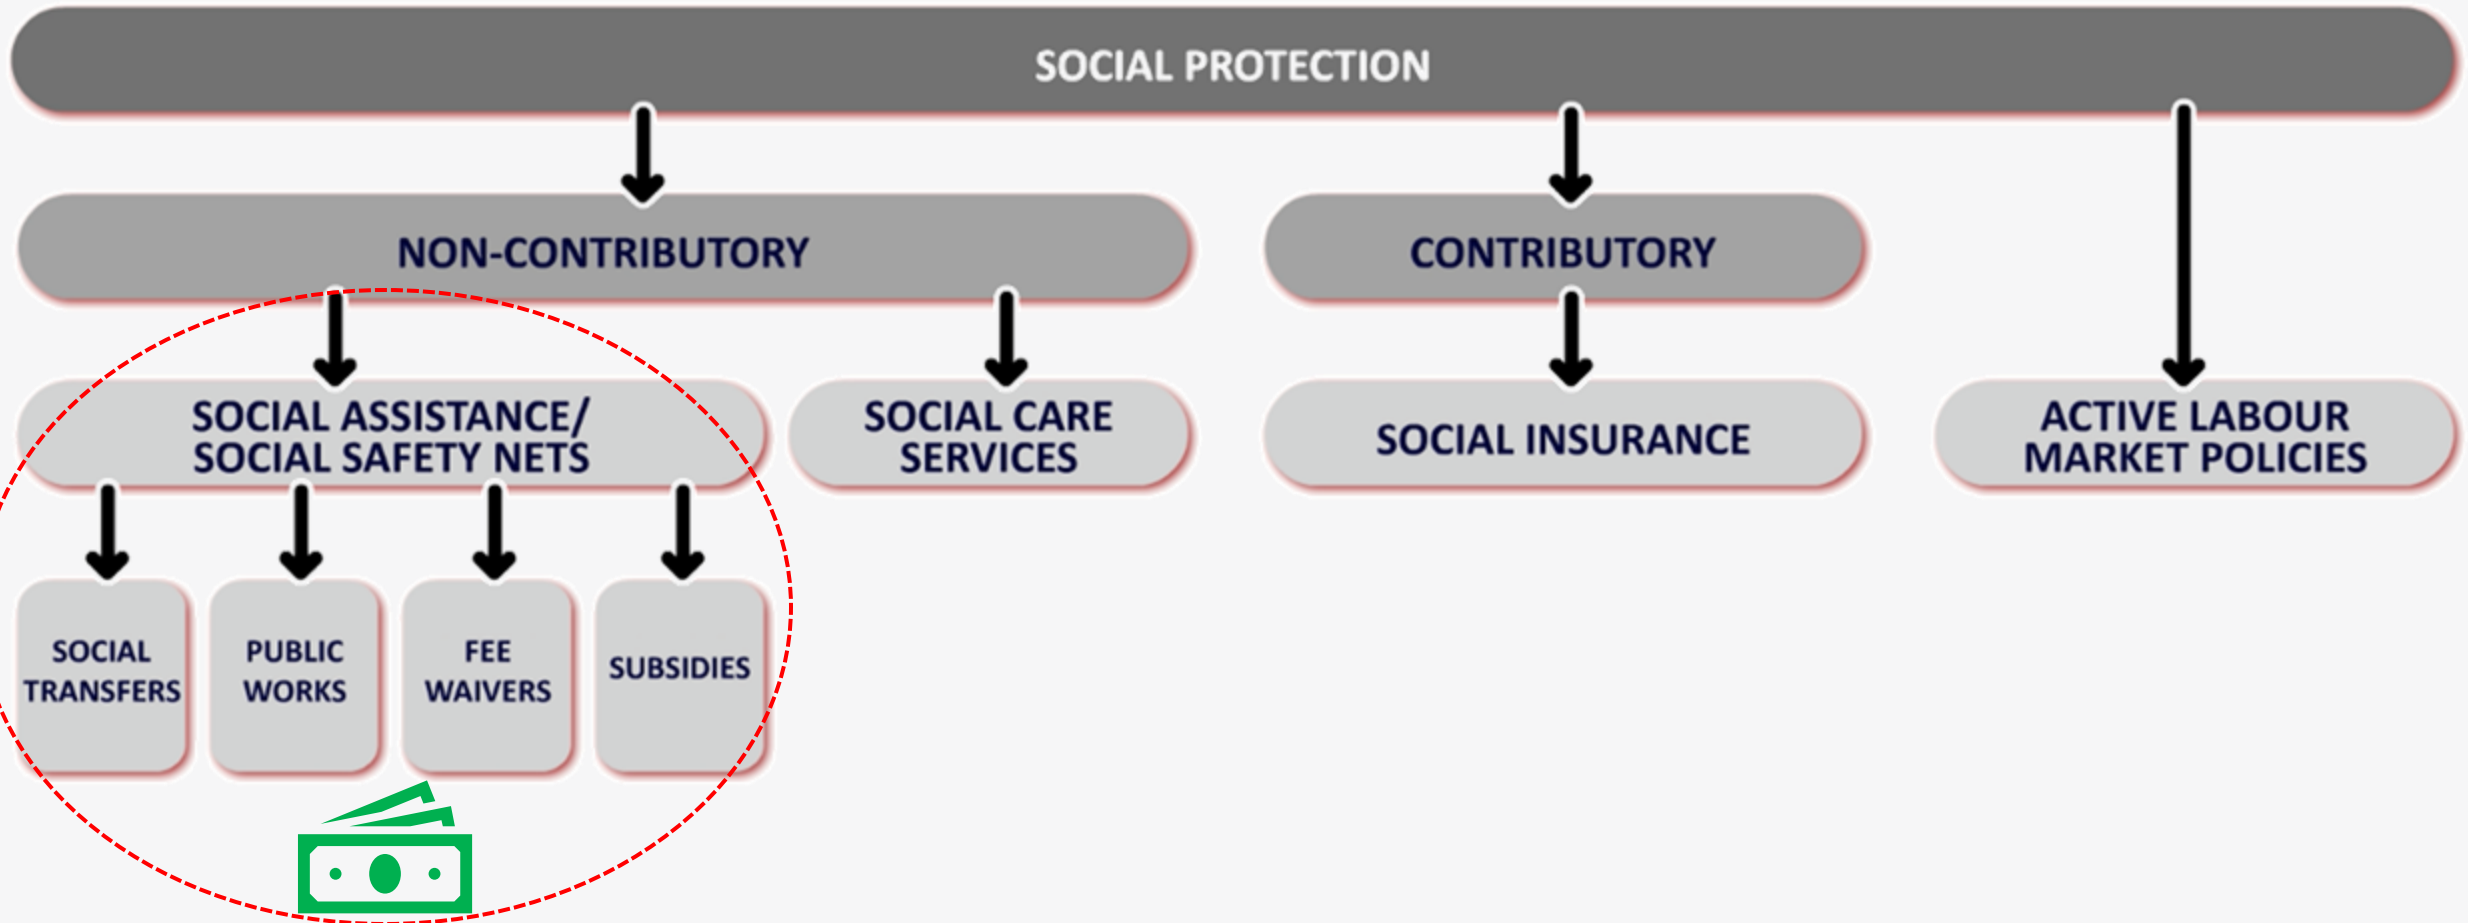 SOCIAL PROTECTION
NON-CONTRIBUTORY
CONTRIBUTORY
SOCIAL ASSISTANCE/
SOCIAL SAFETY NETS
SOCIAL CARE
SERVICES
SOCIAL INSURANCE
ACTIVE LABOUR
MARKET POLICIES
SOCIAL
TRANSFERS
PUBLIC
WORKS
FEE
WAIVERS
SUBSIDIES